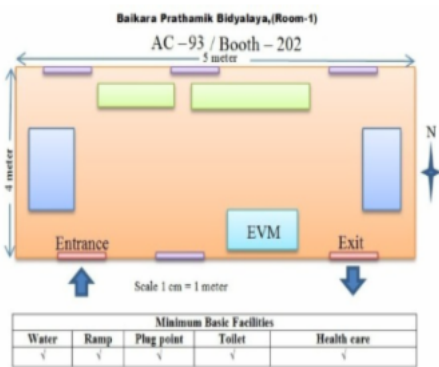 Baikara Prathamik Bidyalaya,(Room-1)
AC –93 / Booth – 202
5 meter
4 meter
N
EVM
Entrance
Exit
Scale 1 cm = 1 meter
Minimum Basic Facilities
Water Ramp Plug point Toilet Health care
√ √ √ √ √